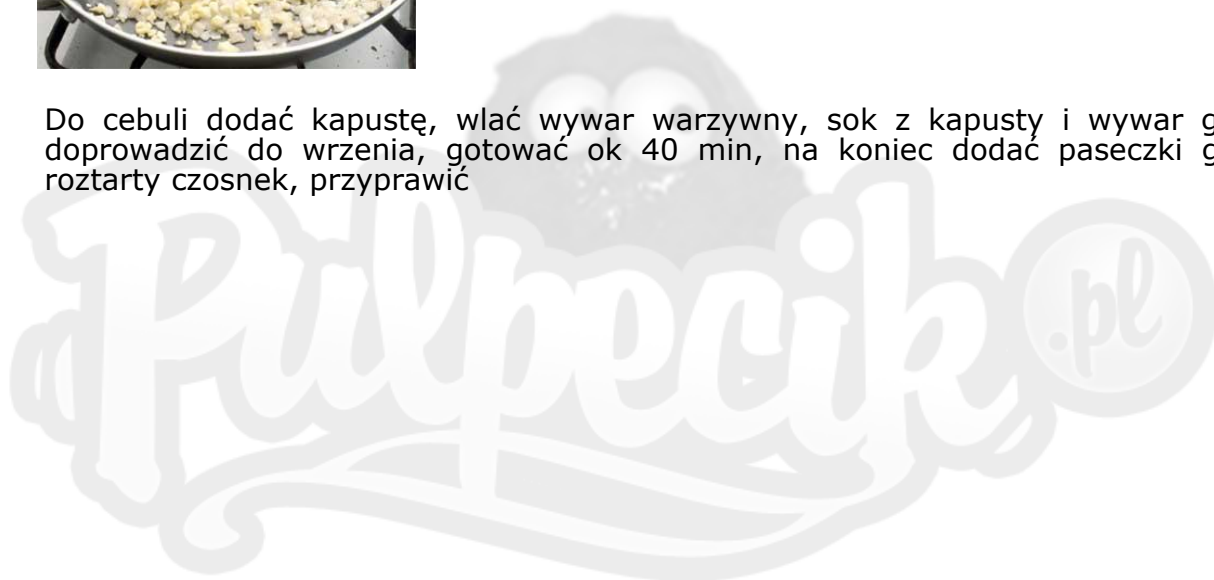 Do cebuli dodać kapustę, wlać wywar warzywny, sok z kapusty i wywar
doprowadzić do wrzenia, gotować ok 40 min, na koniec dodać paseczki
roztarty czosnek, przyprawić
Pulpecik .pl